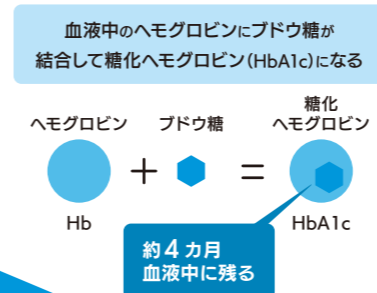 血液中のヘモグロビンにブドウ糖が
結合して糖化ヘモグロビン(HbA1c)になる
ヘモグロビン
ブドウ糖
糖化
ヘモグロビン
+
=
Hb
HbA1c
約4カ月
血液中に残る